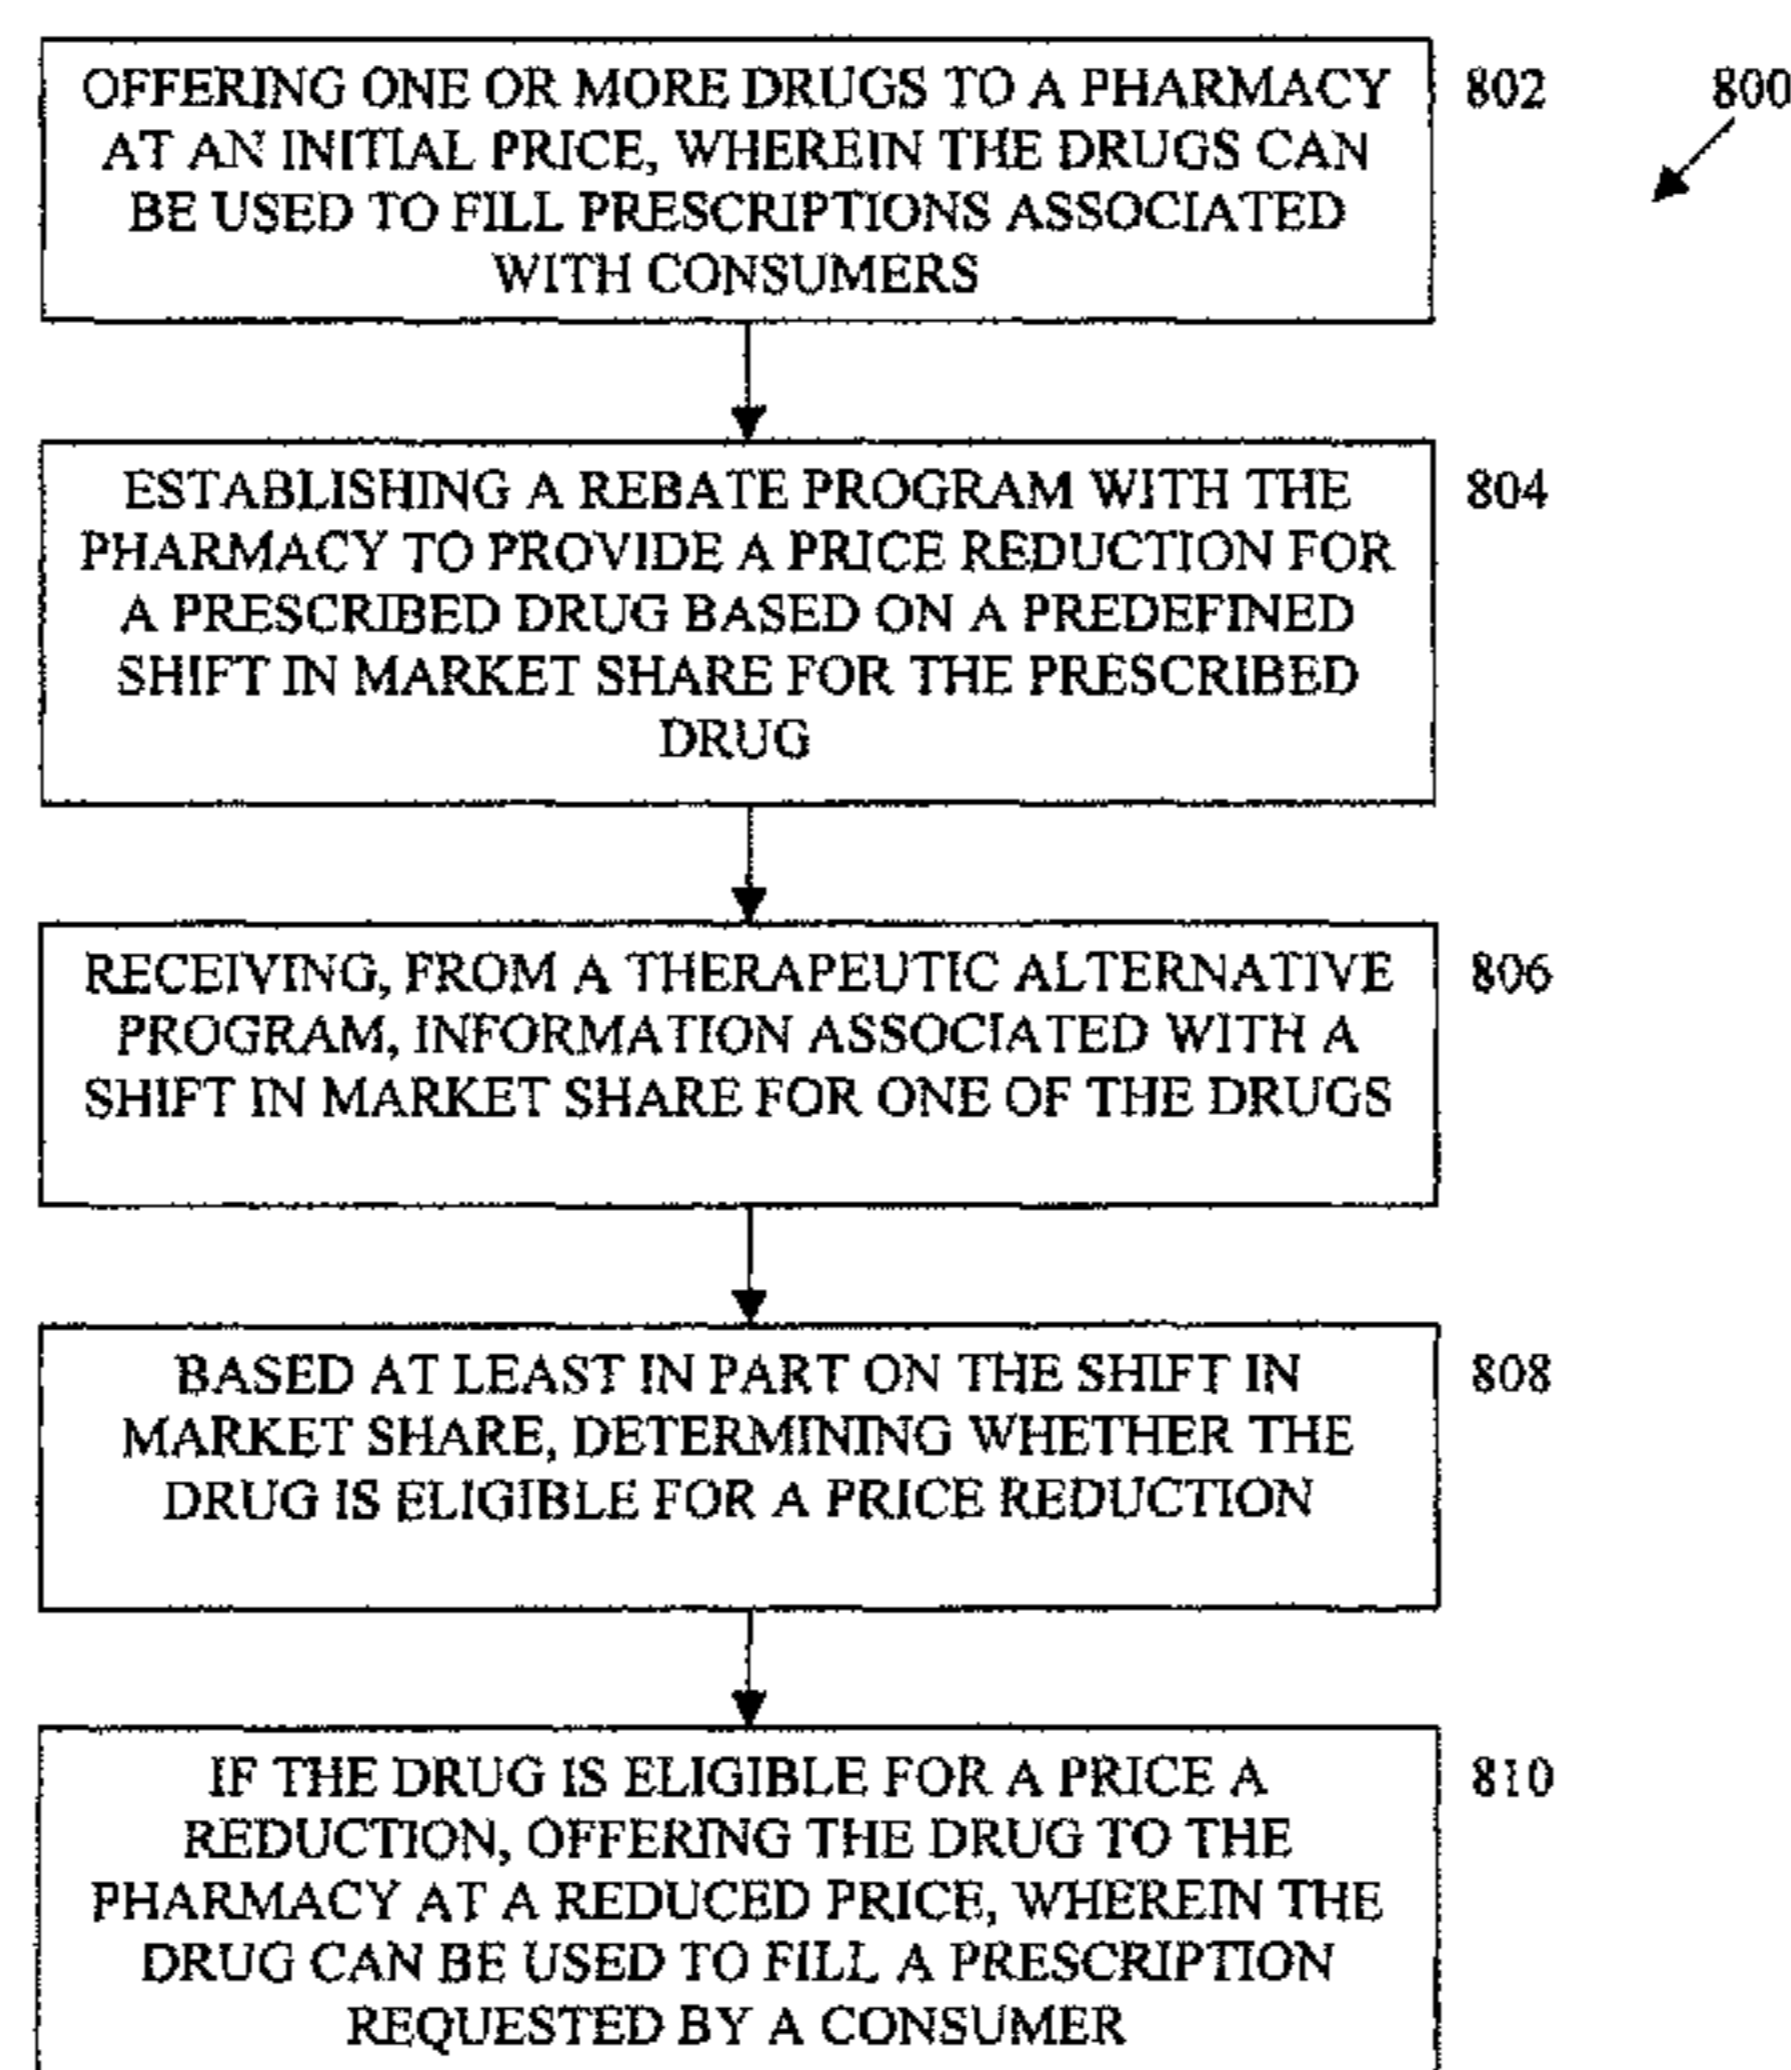 OFFERING ONE OR MORE DRUGS TO A PHARMACY
AT AN INITIAL PRICE, WHEREIN THE DRUGS CAN
BE USED TO FILL PRESCRIPTIONS ASSOCIATED
WITH CONSUMERS
802
800
ESTABLISHING A REBATE PROGRAM WITH THE
PHARMACY TO PROVIDE A PRICE REDUCTION FOR
A PRESCRIBED DRUG BASED ON A PREDEFINED
SHIFT IN MARKET SHARE FOR THE PRESCRIBED
DRUG
804
RECEIVING, FROM A THERAPEUTIC ALTERNATIVE
PROGRAM, INFORMATION ASSOCIATED WITH A
SHIFT IN MARKET SHARE FOR ONE OF THE DRUGS
806
BASED AT LEAST IN PART ON THE SHIFT IN
MARKET SHARE, DETERMINING WHETHER THE
DRUG IS ELIGIBLE FOR A PRICE REDUCTION
808
IF THE DRUG IS ELIGIBLE FOR A PRICE A
REDUCTION, OFFERING THE DRUG TO THE
PHARMACY AT A REDUCED PRICE, WHEREIN THE
DRUG CAN BE USED TO FILL A PRESCRIPTION
REQUESTED BY A CONSUMER
810